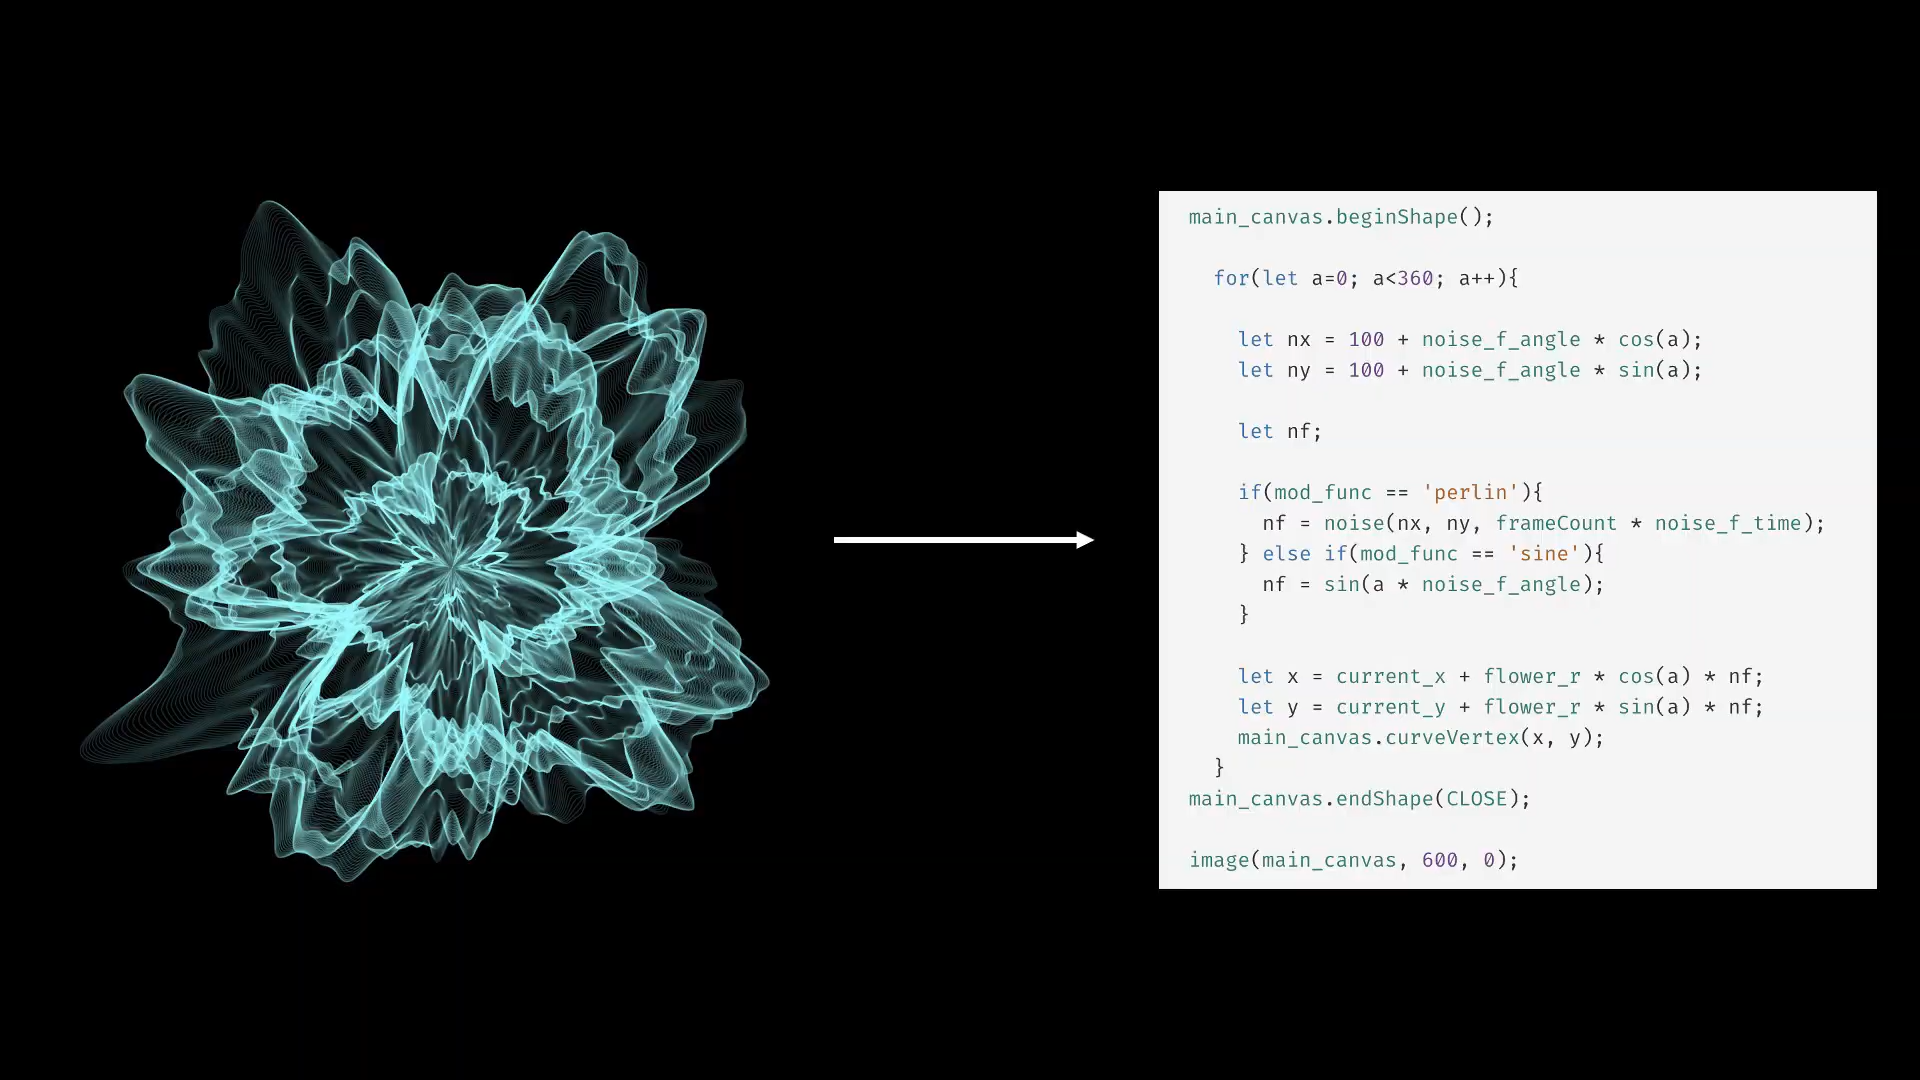 main_canvas.beginShape();
for(let a=0; a<360; a++){
let nx = 100 + noise_f_angle * cos(a);
let ny = 100 + noise_f_angle * sin(a);
let nf;
if(mod_func == 'perlin'){
nf = noise(nx, ny, frameCount * noise_f_time);
} else if(mod_func == 'sine'){
nf = sin(a * noise_f_angle);
}
let x = current_x + flower_r * cos(a) * nf;
let y = current_y + flower_r * sin(a) * nf;
main_canvas.curveVertex(x, y);
}
main_canvas.endShape(CLOSE);
image(main_canvas, 600, 0);